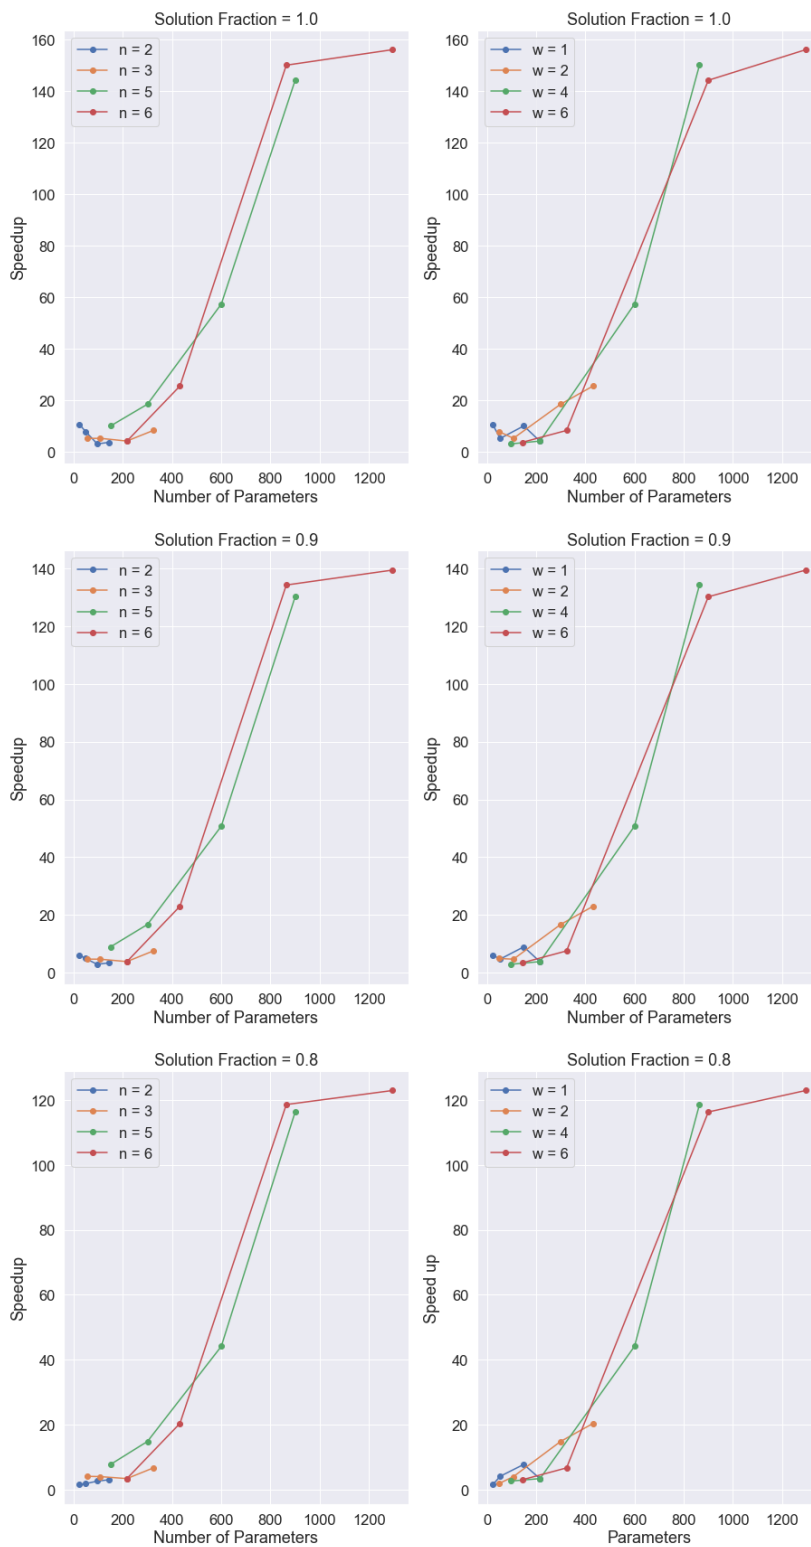 Solution Fraction = 1.0
160
140
120
100
80
60
40
20
0
Speedup
n = 2
n = 3
n = 5
n = 6
0 200 400 600 800 1000 1200
Number of Parameters
Solution Fraction = 1.0
160
140
120
100
80
60
40
20
0
Speedup
w = 1
w = 2
w = 4
w = 6
0 200 400 600 800 1000 1200
Number of Parameters
Solution Fraction = 0.9
140
120
100
80
60
40
20
0
Speedup
n = 2
n = 3
n = 5
n = 6
0 200 400 600 800 1000 1200
Number of Parameters
Solution Fraction = 0.9
140
120
100
80
60
40
20
0
Speedup
w = 1
w = 2
w = 4
w = 6
0 200 400 600 800 1000 1200
Number of Parameters
Solution Fraction = 0.8
120
100
80
60
40
20
0
Speedup
n = 2
n = 3
n = 5
n = 6
0 200 400 600 800 1000 1200
Number of Parameters
Solution Fraction = 0.8
120
100
80
60
40
20
0
Speed up
w = 1
w = 2
w = 4
w = 6
0 200 400 600 800 1000 1200
Parameters